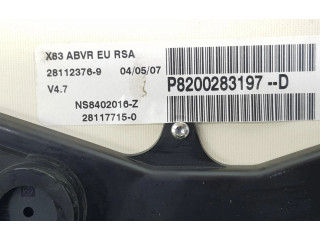 X83 ABVR EU RSA
28112376-9 04/05/07
V4.7
P8200283197 --D
NS8402016-Z
28117715-0